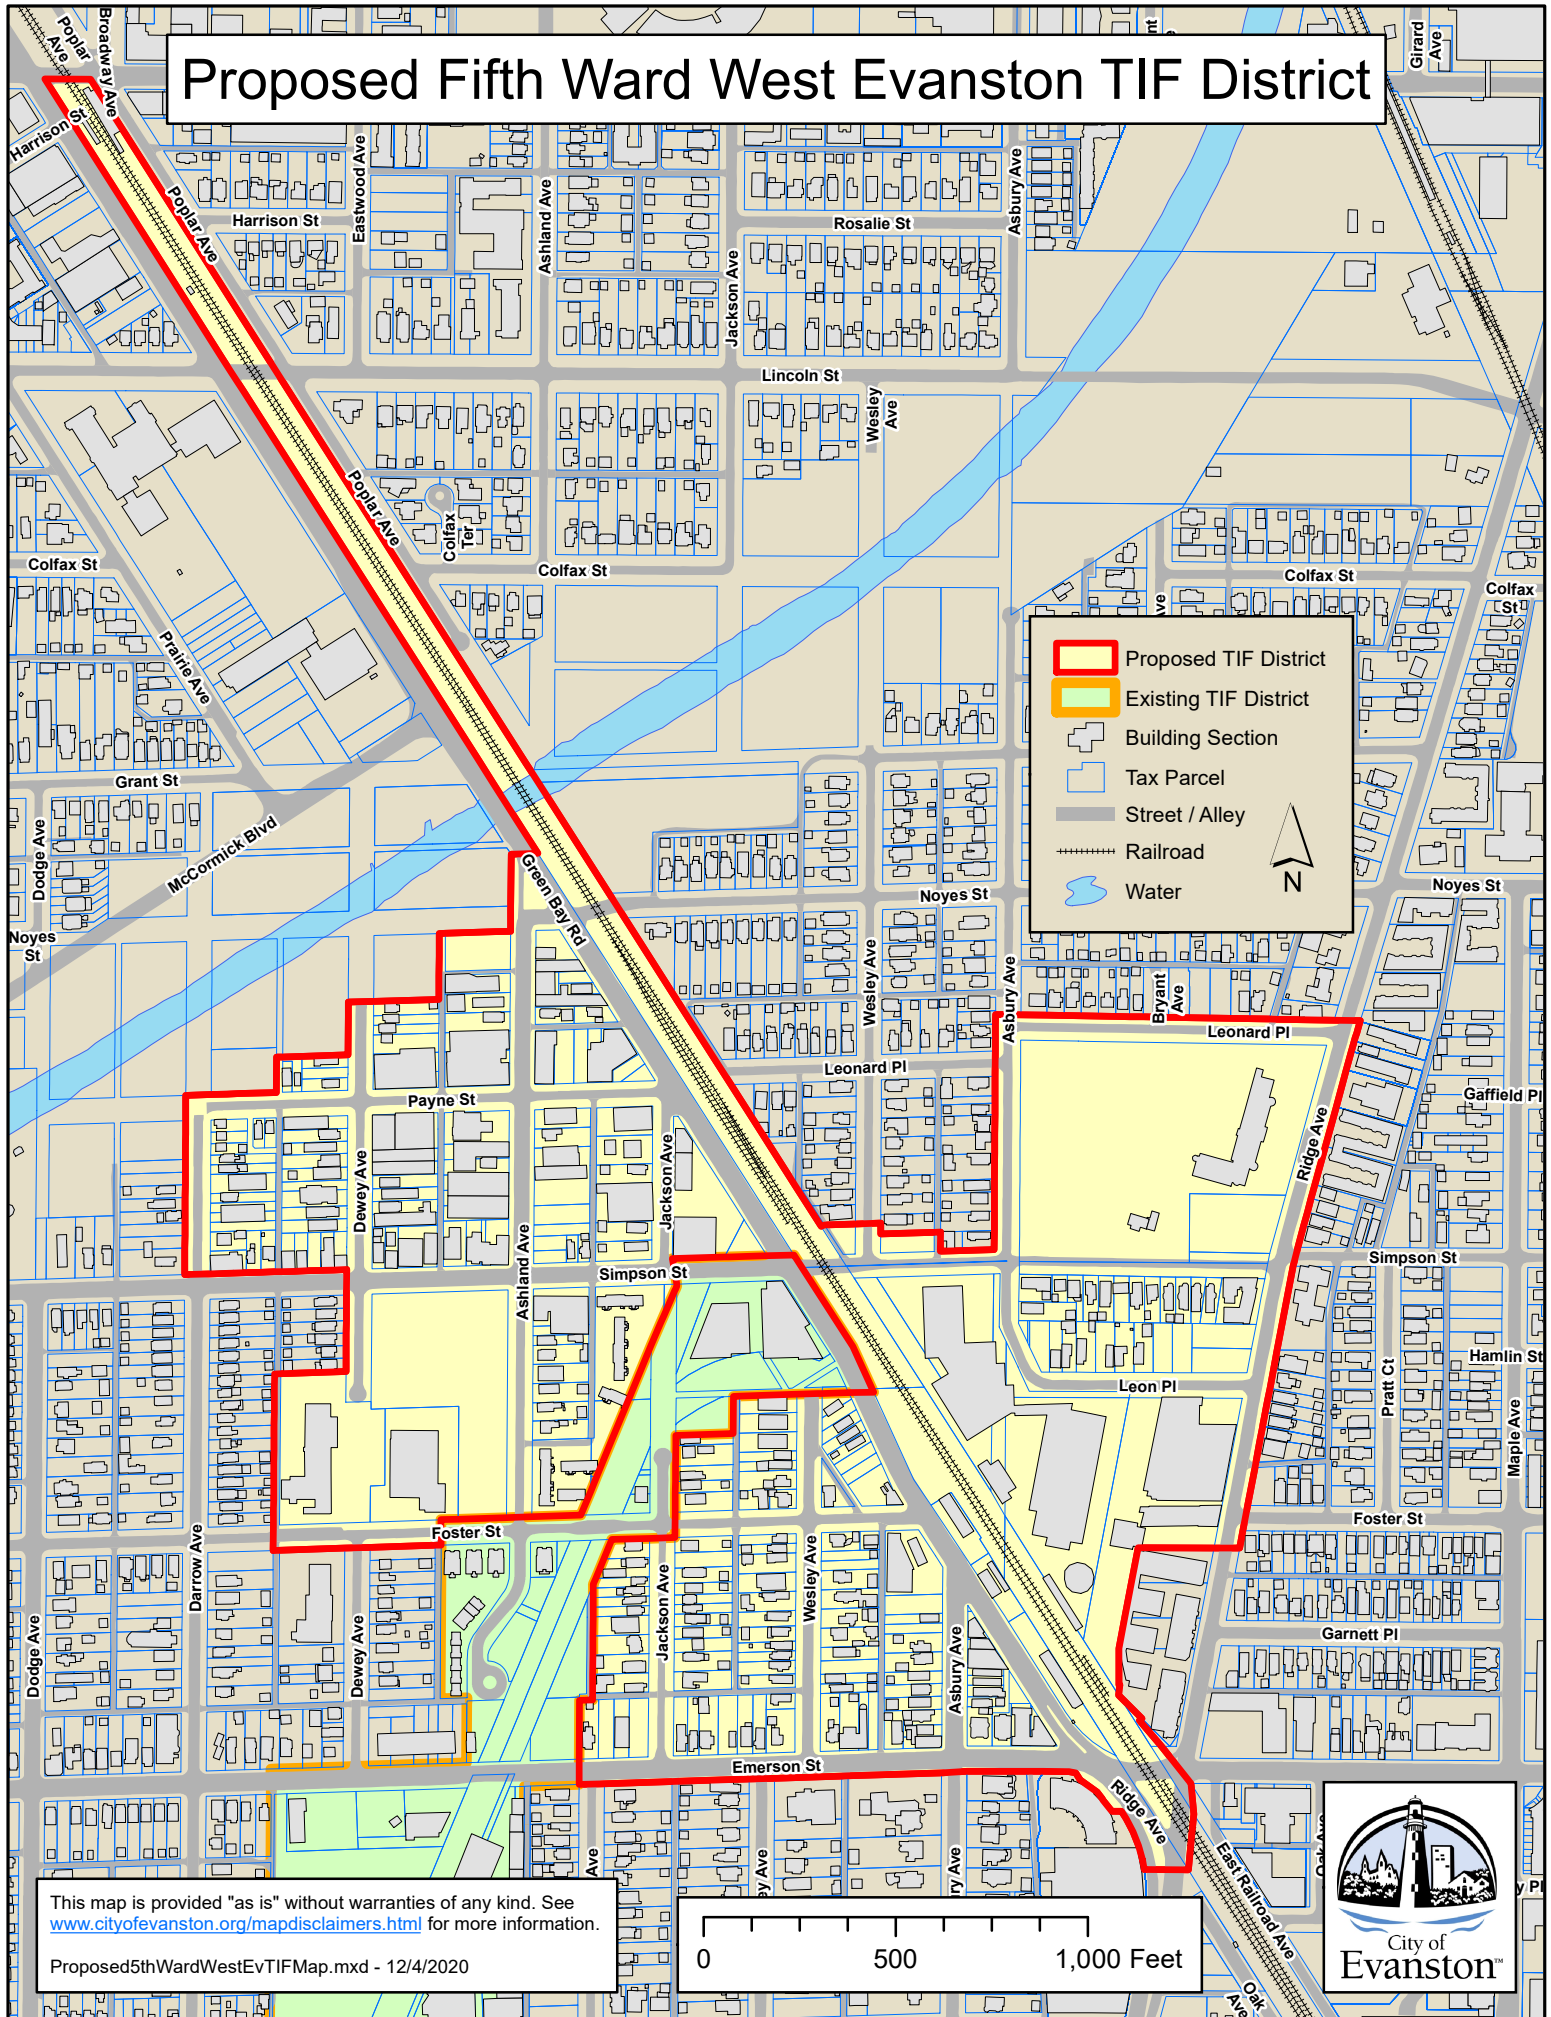 Proposed Fifth Ward West Evanston TIF District
Poplar
Ave
Broadway Ave
Girard
Ave
Harrison St
Poplar Ave
Harrison St
Eastwood Ave
Ashland Ave
Jackson Ave
Rosalie St
Asbury Ave
Lincoln St
Wesley
Ave
Poplar Ave
Colfax
Ter
Colfax St
Colfax St
Colfax St
Colfax
St
Prairie Ave
Grant St
Dodge Ave
McCormick Blvd
Noyes
St
Green Bay Rd
Noyes St
Noyes St
Proposed TIF District
Existing TIF District
Building Section
Tax Parcel
Street / Alley
Railroad
Water
N
Wesley Ave
Asbury Ave
Bryant
Ave
Leonard Pl
Leonard Pl
Payne St
Gaffield Pl
Ridge Ave
Dewey Ave
Jackson Ave
Ashland Ave
Simpson St
Simpson St
Hamlin St
Leon Pl
Pratt Ct
Maple Ave
Foster St
Foster St
Darrow Ave
Dodge Ave
Dewey Ave
Jackson Ave
Wesley Ave
Asbury Ave
Garnett Pl
Emerson St
Ridge Ave
East Railroad Ave
Oak
Ave
Ave
This map is provided "as is" without warranties of any kind. See
www.cityofevanston.org/mapdisclaimers.html for more information.
Proposed5thWardWestEvTIFMap.mxd - 12/4/2020
0 500 1,000 Feet
City of
Evanston™